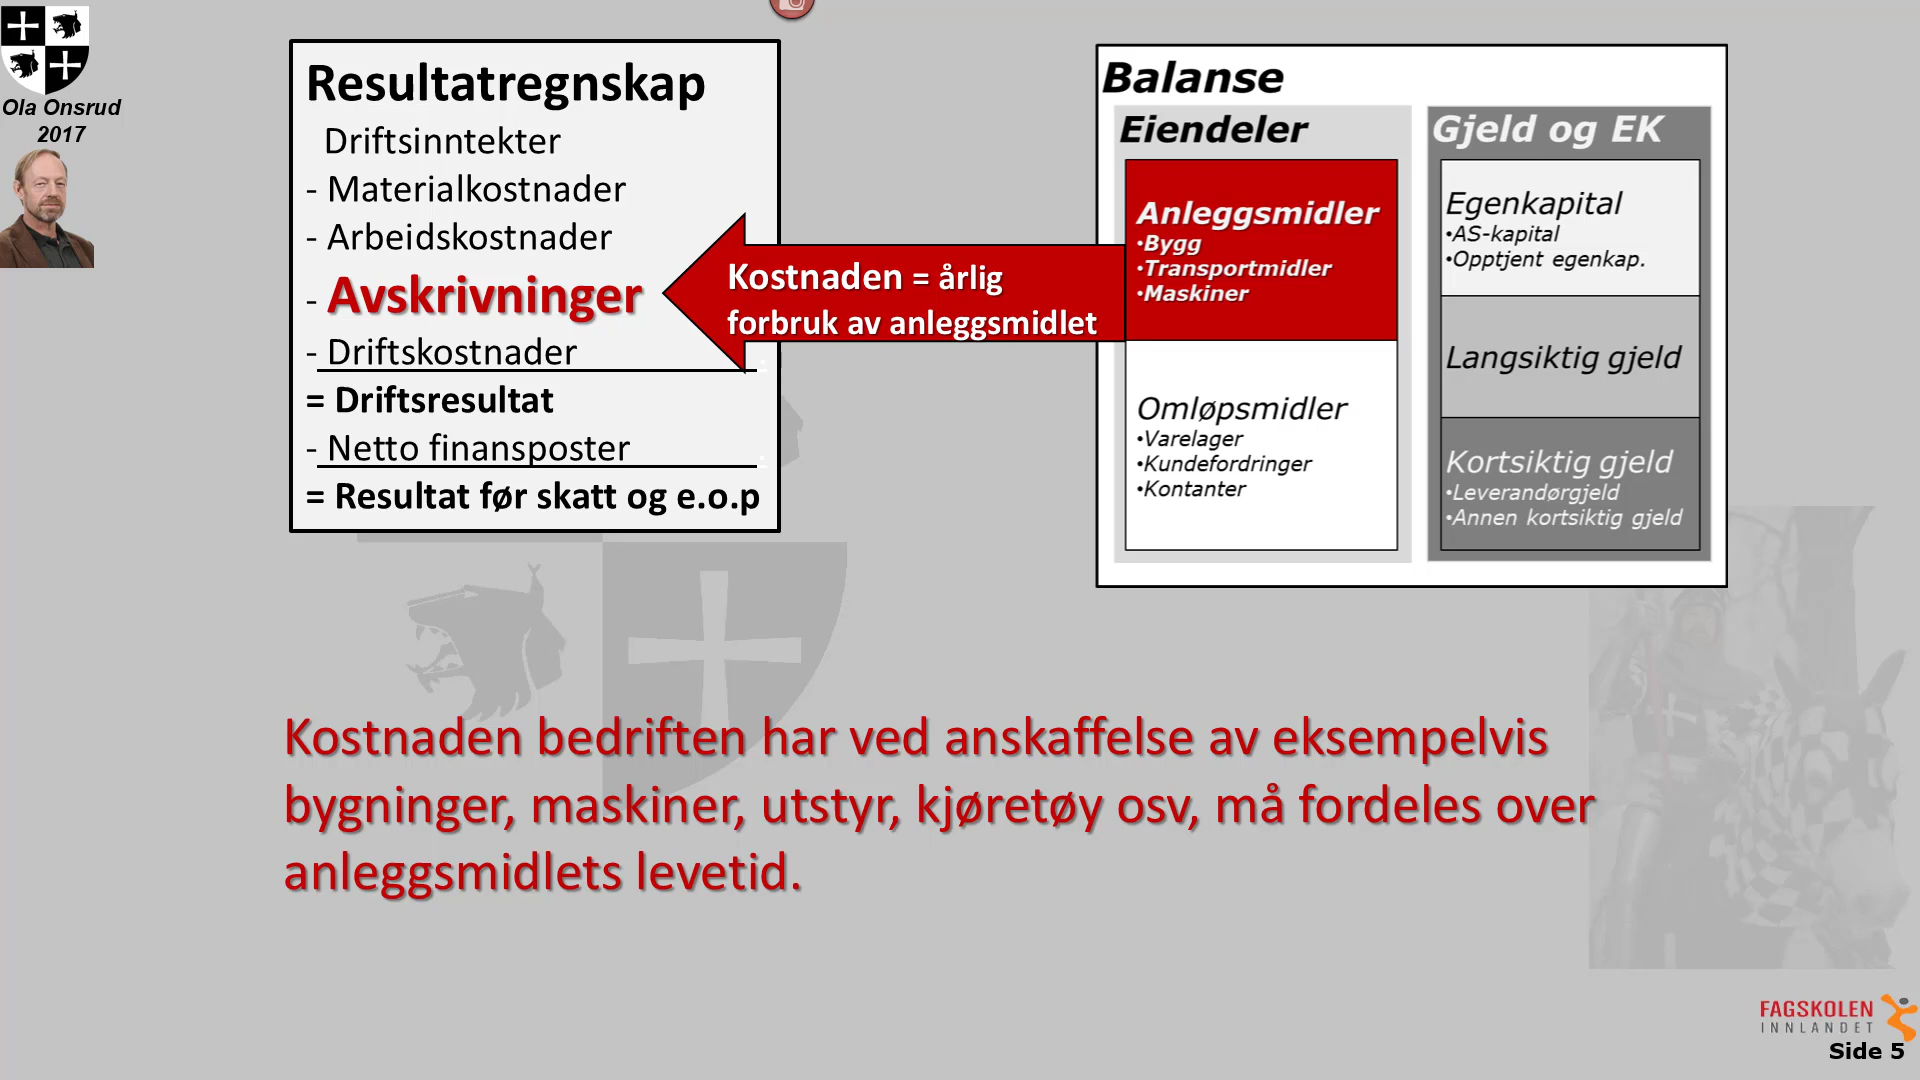 Ola Onsrud
2017
Resultatregnskap
Driftsinntekter
- Materialkostnader
- Arbeidskostnader
- Avskrivninger
- Driftskostnader
= Driftsresultat
- Netto finansposter
= Resultat før skatt og e.o.p
Kostnaden = årlig
forbruk av anleggsmidlet
Balanse
Eiendeler
Anleggsmidler
•Bygg
•Transportmidler
•Maskiner
Omløpsmidler
•Varelager
•Kundefordringer
•Kontanter
Gjeld og EK
Egenkapital
•AS-kapital
•Opptjent egenkap.
Langsiktig gjeld
Kortsiktig gjeld
•Leverandørgjeld
•Annen kortsiktig gjeld
Kostnaden bedriften har ved anskaffelse av eksempelvis
bygninger, maskiner, utstyr, kjøretøy osv, må fordeles over
anleggsmidlets levetid.
FAGSKOLEN
INNLANDET
Side 5